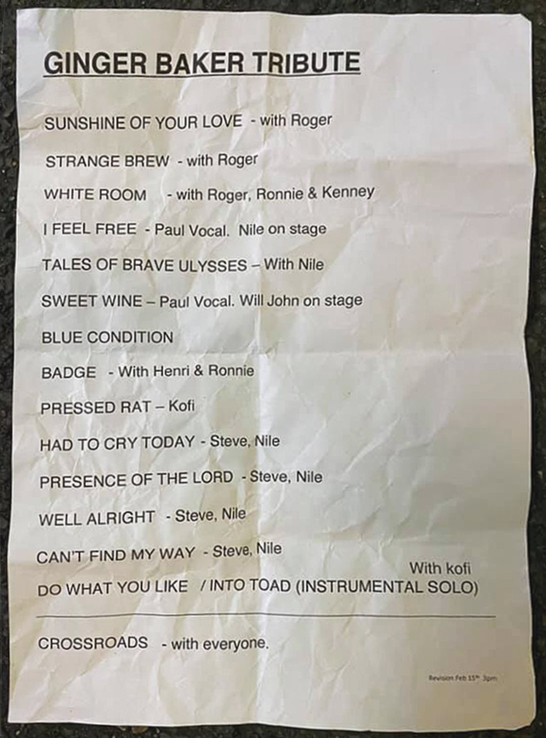 GINGER BAKER TRIBUTE
SUNSHINE OF YOUR LOVE - with Roger
STRANGE BREW - with Roger
WHITE ROOM - with Roger, Ronnie & Kenney
I FEEL FREE - Paul Vocal. Nile on stage
TALES OF BRAVE ULYSSES – With Nile
SWEET WINE – Paul Vocal. Will John on stage
BLUE CONDITION
BADGE - With Henri & Ronnie
PRESSED RAT – Kofi
HAD TO CRY TODAY - Steve, Nile
PRESENCE OF THE LORD - Steve, Nile
WELL ALRIGHT - Steve, Nile
CAN'T FIND MY WAY - Steve, Nile
With kofi
DO WHAT YOU LIKE / INTO TOAD (INSTRUMENTAL SOLO)
CROSSROADS - with everyone.
Revision Feb 15th 3pm